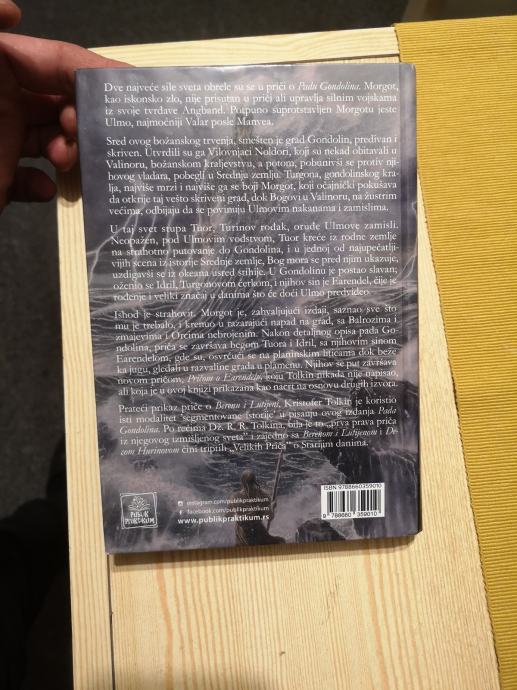 Dve najveće sile sveta obrele su se u priči o Padu Gondolina. Morgot,
kao iskonsko zlo, nije prisutan u priči ali upravlja silnim vojskama
iz svoje tvrđave Angband. Potpuno suprotstavljen Morgotu jeste
Ulmo, najmoćniji Valar posle Manvea.
Sred ovog božanskog trvenja, smešten je grad Gondolin, predivan i
skriven. Utvrdili su ga Vilovnjaci Noldori, koji su nekad obitavali u
Valinoru, božanskom kraljevstvu, a potom, pobunivši se protiv nji-
hovog vladara, pobegli u Srednju zemlju. Turgona, gondolinskog kra-
lja, najviše mrzi i najviše ga se boji Morgot, koji očajnički pokušava
da otkrije taj vešto skriveni grad, dok Bogovi u Valinoru, na žustrim
većima, odbijaju da se povinuju Ulmovim nakanama i zamislima.
U taj svet stupa Tuor, Turinov rođak, oruđe Ulmove zamisli.
Neopažen, pod Ulmovim vođstvom, Tuor kreće iz rodne zemlje
na strahotno putovanje do Gondolina, i u jednoj od najupečatlji-
vijih scena iz istorije Srednje zemlje, Bog mora se pred njim ukazuje,
uzdigavši se iz okeana usred stihije. U Gondolinu je postao slavan;
oženio se Idril, Turgonovom ćerkom, i njihov sin je Earendel, čije je
rođenje i veliki značaj u danima što će doći Ulmo predvideo.
Ishod je strahovit. Morgot je, zahvaljujući izdaji, saznao sve što
mu je trebalo, i krenuo u razarajući napad na grad, sa Balrozima i
zmajevima i Orcima nebrojenim. Nakon detaljnog opisa pada Go-
ndolina, priča se završava begom Tuora i Idril, sa njihovim sinom
Earendelom, gde su, osvrćući se na planinskim liticama dok beže
ka jugu, gledali u razvaline grada u plamenu. Njihov se put završava
novom pričom, Pričom o Earendelu, koju Tolkin nikada nije napisao,
ali koja je u ovoj knjizi prikazana kao nacrt na osnovu drugih izvora.
Prateći prikaz priče o Berenu i Lutijeni, Kristofer Tolkin je koristio
isti modalitet "segmentovane istorije" u pisanju ovog izdanja Pada
Gondolina. Po rečima Dž. R. R. Tolkina, bila je to „prva prava priča
iz njegovog izmišljenog sveta" i zajedno sa Berenom i Lutijenom i De-
com Hurinovom čini triptih „Velikih Priča" o Starijim danima.
PUBLIK
PRAKTIKUM
instagram.com/publikpraktikum
facebook.com/publikpraktikum
www.publikpraktikum.rs
ISBN 9788660359010
9 788660 359010